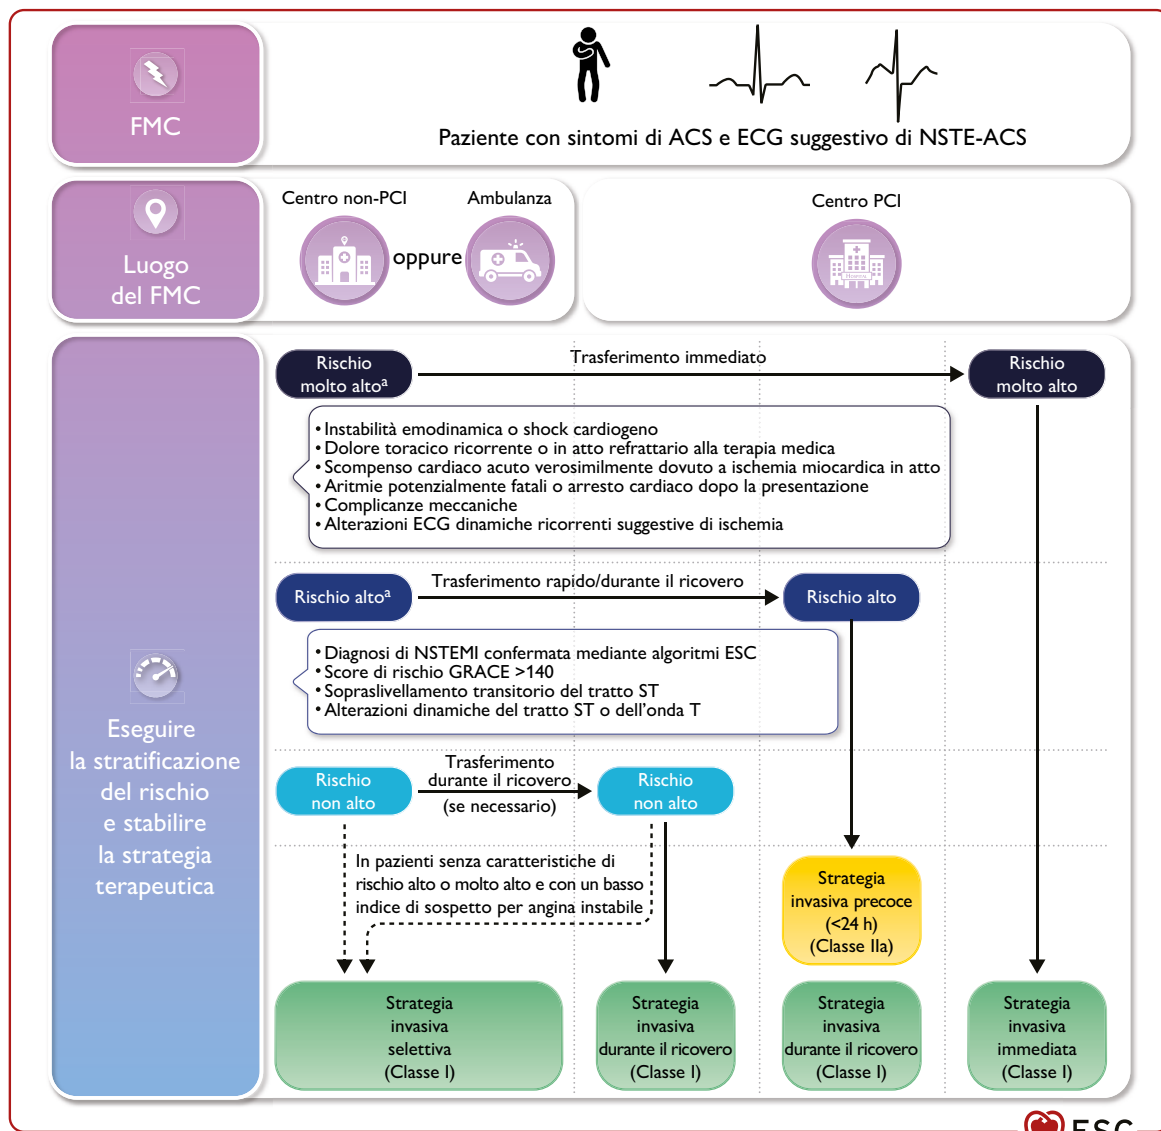 FMC
Paziente con sintomi di ACS e ECG suggestivo di NSTE-ACS
Luogo
del FMC
Centro non-PCI
oppure
Ambulanza
Centro PCI
Eseguire
la stratificazione
del rischio
e stabilire
la strategia
terapeutica
Rischio
molto altoᵃ
Trasferimento immediato
Rischio
molto alto
• Instabilità emodinamica o shock cardiogeno
• Dolore toracico ricorrente o in atto refrattario alla terapia medica
• Scompenso cardiaco acuto verosimilmente dovuto a ischemia miocardica in atto
• Aritmie potenzialmente fatali o arresto cardiaco dopo la presentazione
• Complicanze meccaniche
• Alterazioni ECG dinamiche ricorrenti suggestive di ischemia
Rischio altoᵃ
Trasferimento rapido/durante il ricovero
Rischio alto
• Diagnosi di NSTEMI confermata mediante algoritmi ESC
• Score di rischio GRACE >140
• Sopraslivellamento transitorio del tratto ST
• Alterazioni dinamiche del tratto ST o dell'onda T
Rischio
non alto
Trasferimento
durante il ricovero
(se necessario)
Rischio
non alto
In pazienti senza caratteristiche di
rischio alto o molto alto e con un basso
indice di sospetto per angina instabile
Strategia
invasiva precoce
(<24 h)
(Classe IIa)
Strategia
invasiva
selettiva
(Classe I)
Strategia
invasiva
durante il ricovero
(Classe I)
Strategia
invasiva
durante il ricovero
(Classe I)
Strategia
invasiva
immediata
(Classe I)
ESC